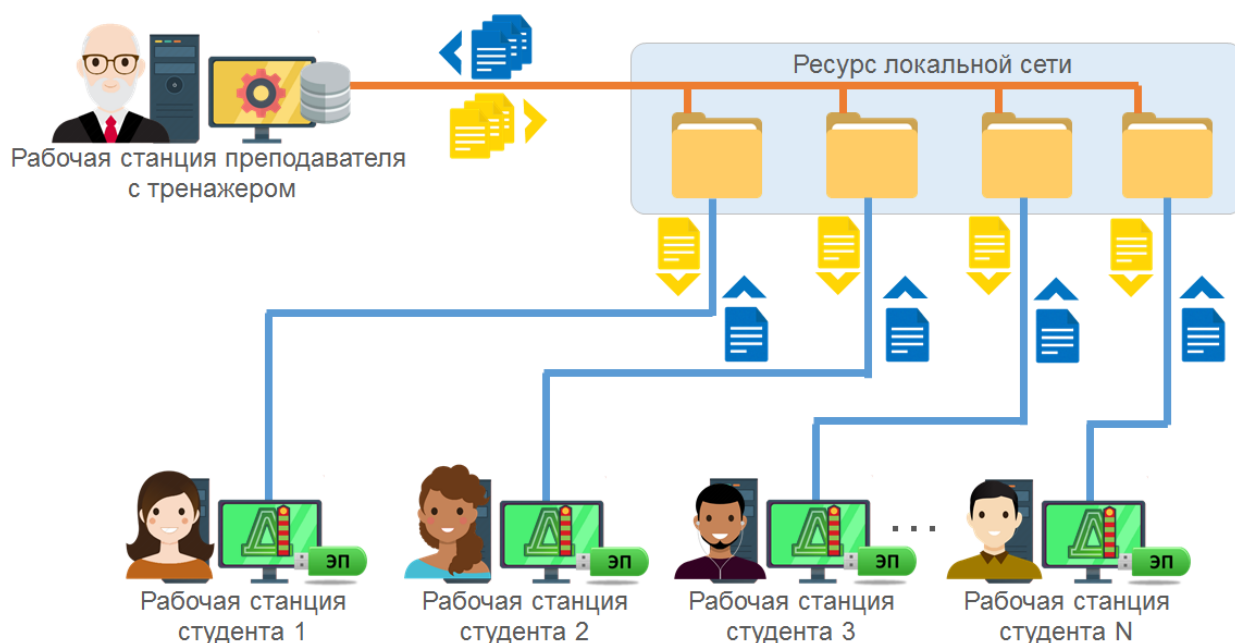 Ресурс локальной сети
Рабочая станция преподавателя
с тренажером
ЭП
ЭП
ЭП
ЭП
Рабочая станция
студента 1
Рабочая станция
студента 2
Рабочая станция
студента 3
...
Рабочая станция
студента N